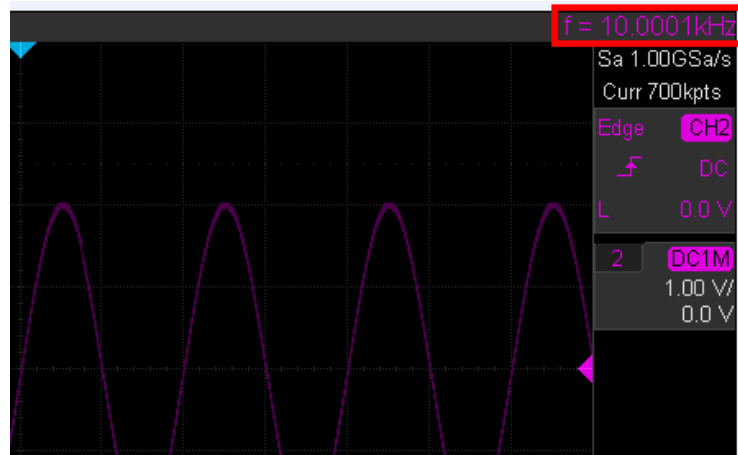 f = 10.0001kHz
Sa 1.00GSa/s
Curr 700kpts
Edge CH2
DC
L 0.0 V
2 DC1M
1.00 V/
0.0 V